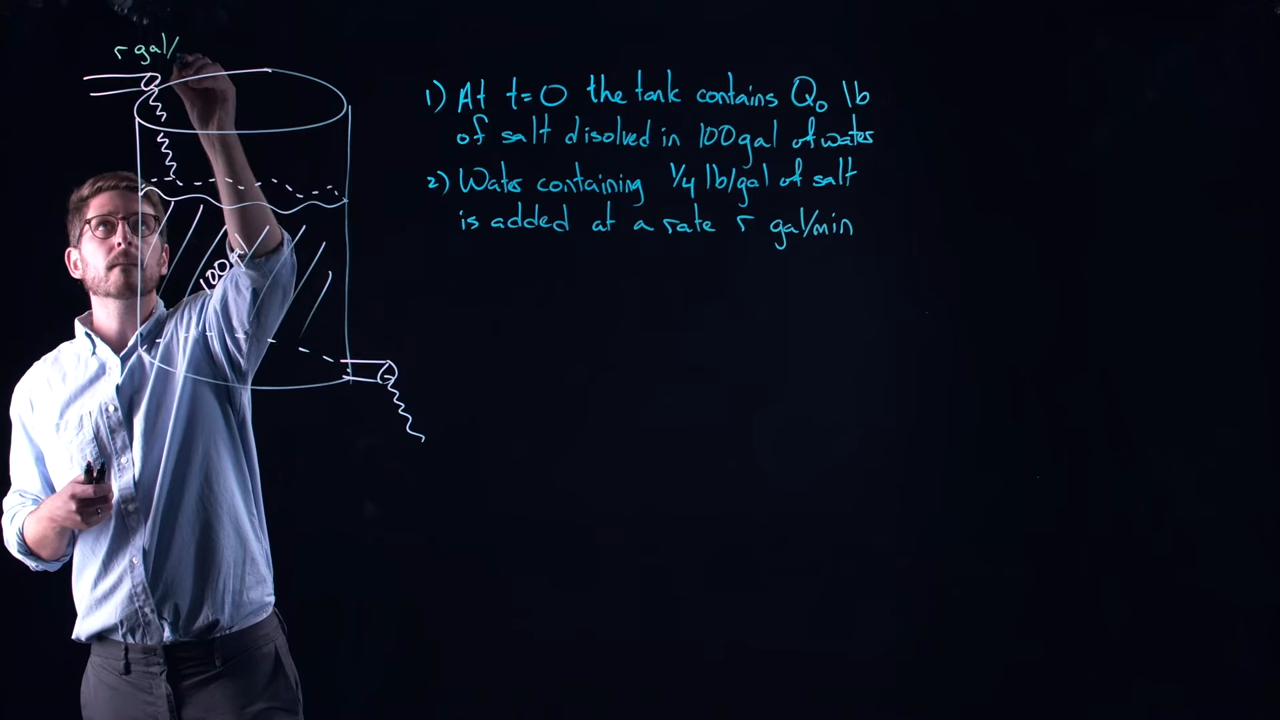 r gal/
1) At t=0 the tank contains Q₀ lb
of salt disolved in 100gal of water
2) Water containing 1/4 lb/gal of salt
is added at a rate r gal/min
100